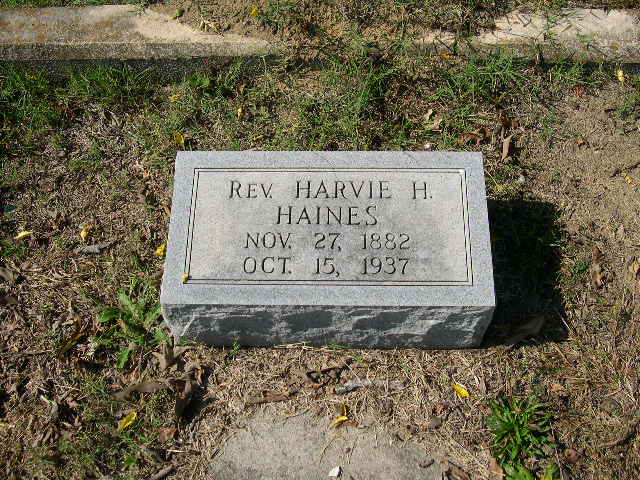 REV. HARVIE H.
HAINES
NOV. 27, 1882
OCT. 15, 1937